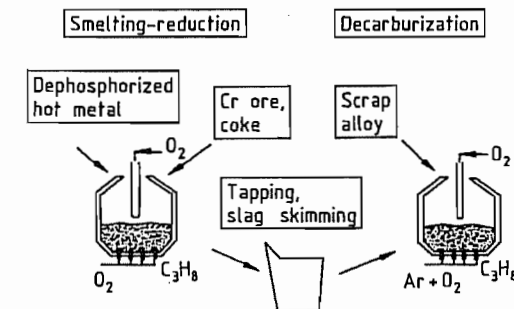 Smelting-reduction
Decarburization
Dephosphorized
hot metal
Cr ore,
coke
Scrap
alloy
O₂
O₂
Tapping,
slag skimming
O₂
C₃H₈
Ar + O₂
C₃H₈